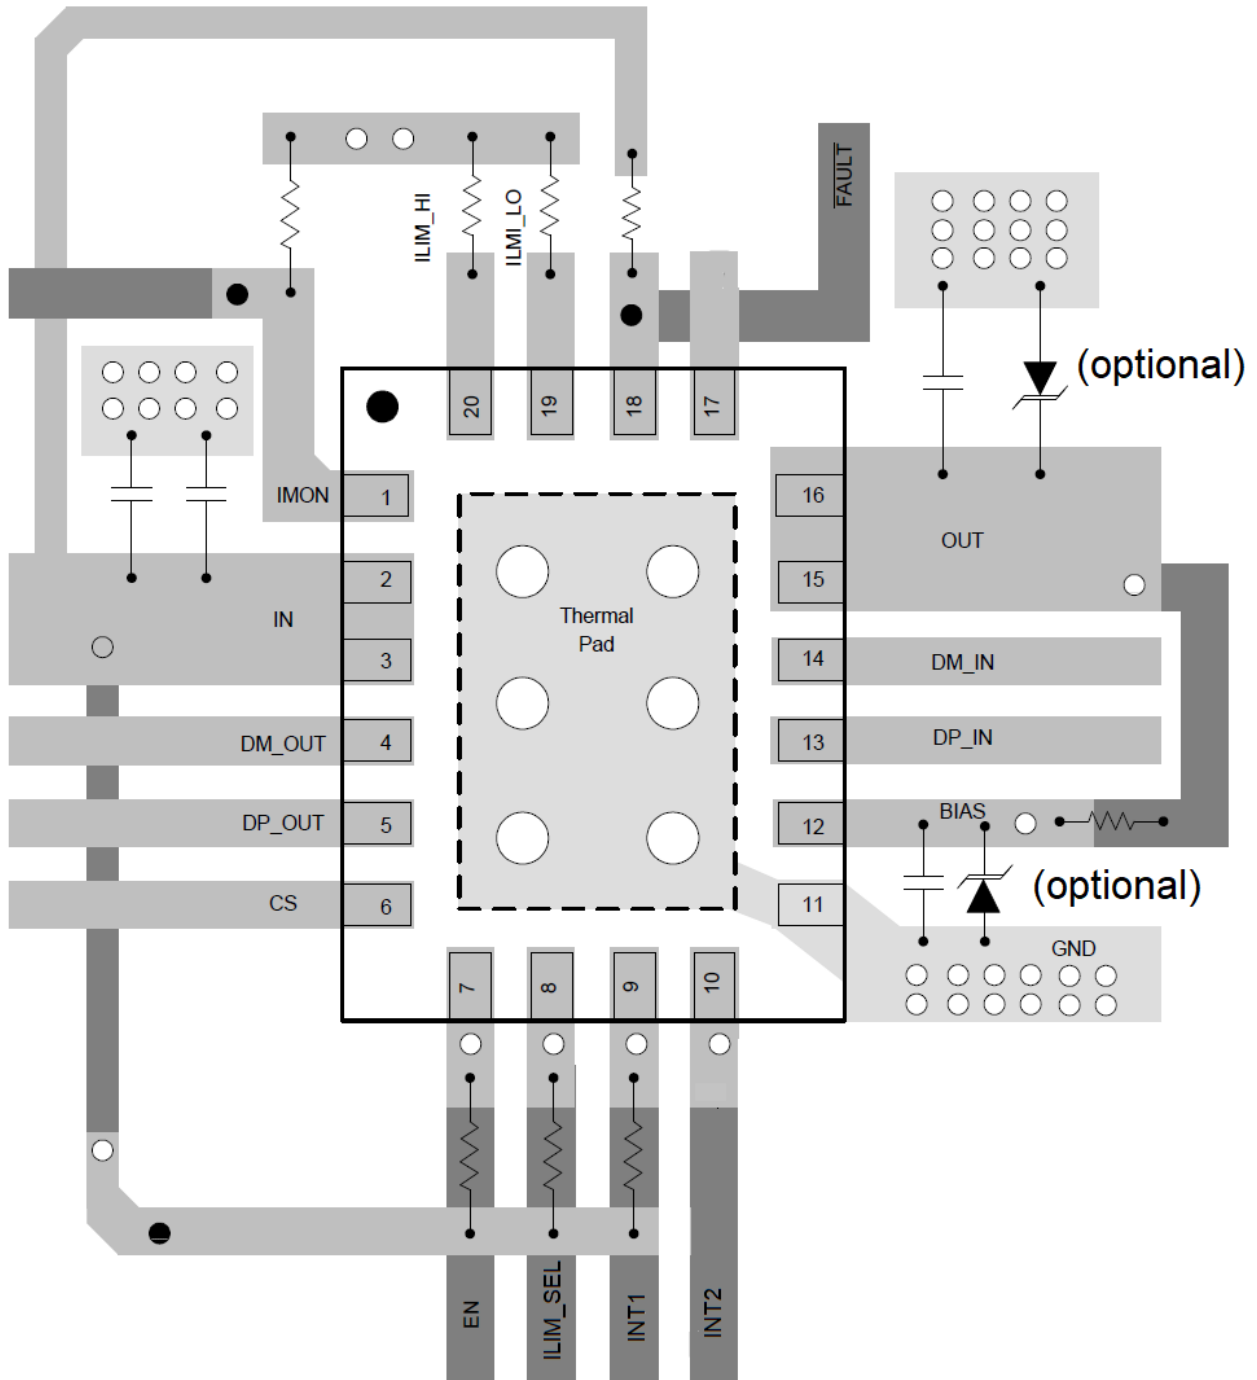 FAULT
ILIM_HI
ILMI_LO
(optional)
20
19
18
17
IMON
1
16
OUT
2
15
IN
Thermal
Pad
3
14
DM_IN
DM_OUT
4
13
DP_IN
DP_OUT
5
12
BIAS
(optional)
CS
6
11
GND
7
8
9
10
EN
ILIM_SEL
INT1
INT2